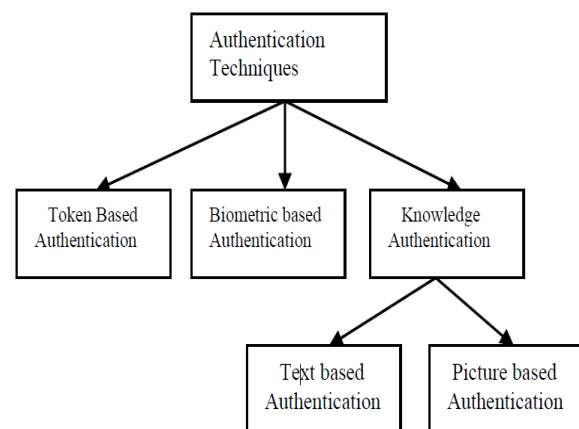 Authentication
Techniques
Token Based
Authentication
Biometric based
Authentication
Knowledge
Authentication
Text based
Authentication
Picture based
Authentication